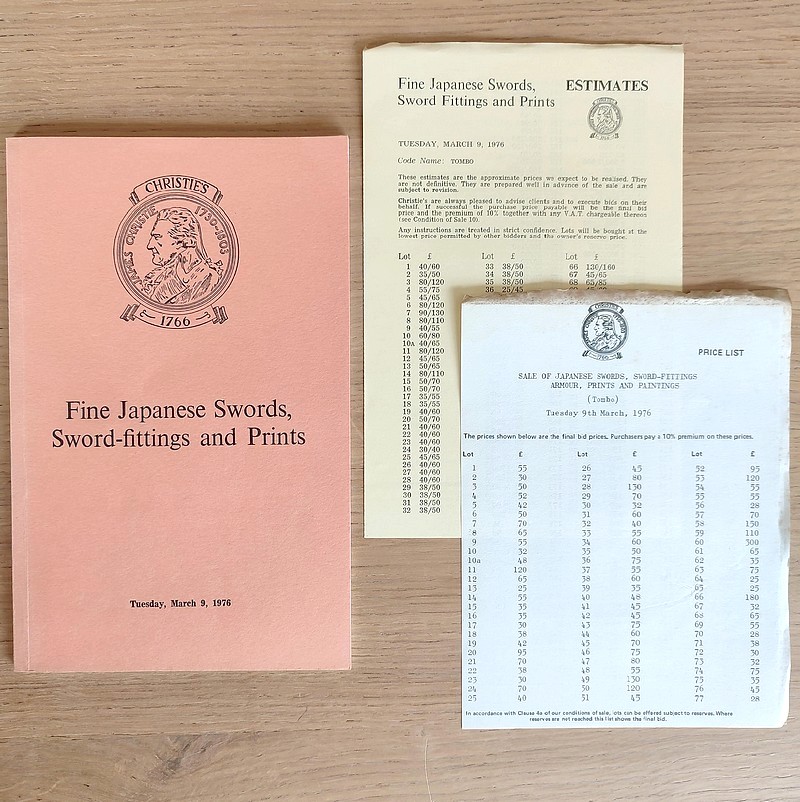 CHRISTIE'S
JAMES CHRISTIE 1730-1803
1766
Fine Japanese Swords,
Sword-fittings and Prints
Tuesday, March 9, 1976
Fine Japanese Swords, ESTIMATES
Sword Fittings and Prints
TUESDAY, MARCH 9, 1976
Code Name: TOMBO
These estimates are the approximate prices we expect to be realised. They
are not definitive. They are prepared well in advance of the sale and are
subject to revision.
Christie's are always pleased to advise clients and to execute bids on their
behalf. If successful the purchase price payable will be the final bid
price and the premium of 10% together with any V.A.T. chargeable thereon
(see Condition of Sale 10).
Any instructions are treated in strict confidence. Lots will be bought at the
lowest price permitted by other bidders and the owner's reserve price.
Lot £ Lot £ Lot £
1 40/60 33 38/50 66 130/160
2 35/50 34 38/50 67 45/65
3 80/120 35 38/50 68 65/85
4 55/75 36 25/45
5 45/65
6 80/120
7 90/130
8 80/110
9 40/55
10 60/80
10A 40/65
11 80/120
12 45/65
13 50/65
14 80/110
15 50/70
16 50/70
17 35/55
18 35/55
19 40/60
20 50/70
21 40/60
22 40/60
23 40/60
24 30/40
25 45/65
26 40/60
27 40/60
28 40/60
29 38/50
30 38/50
31 38/50
32 38/50
CHRISTIE'S
1766
PRICE LIST
SALE OF JAPANESE SWORDS, SWORD-FITTINGS
ARMOUR, PRINTS AND PAINTINGS
(Tombo)
Tuesday 9th March, 1976
The prices shown below are the final bid prices. Purchasers pay a 10% premium on these prices.
Lot £ Lot £ Lot £
1 55 26 45 52 95
2 30 27 80 53 120
3 50 28 130 54 55
4 52 29 70 55 55
5 42 30 32 56 28
6 50 31 60 57 70
7 70 32 40 58 150
8 65 33 55 59 110
9 55 34 60 60 300
10 32 35 50 61 65
10a 48 36 75 62 35
11 120 37 55 63 75
12 65 38 60 64 25
13 25 39 35 65 25
14 55 40 48 66 180
15 35 41 45 67 32
16 35 42 45 68 65
17 30 43 75 69 55
18 38 44 60 70 28
19 42 45 70 71 38
20 95 46 75 72 30
21 70 47 80 73 32
22 38 48 55 74 75
23 30 49 130 75 35
24 70 50 120 76 45
25 40 51 45 77 28
In accordance with Clause 4a of our conditions of sale, lots can be offered subject to reserves. Where
reserves are not reached this list shows the final bid.